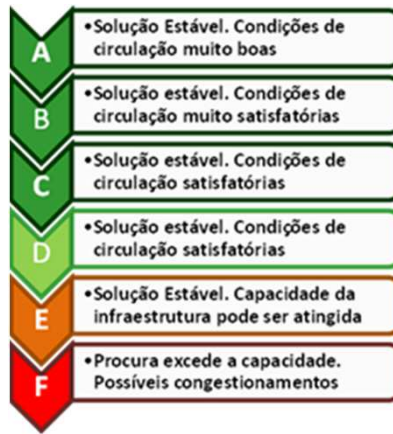 A
•Solução Estável. Condições de
circulação muito boas
B
•Solução estável. Condições de
circulação muito satisfatórias
C
•Solução estável. Condições de
circulação satisfatórias
D
•Solução estável. Condições de
circulação satisfatórias
E
•Solução Estável. Capacidade da
infraestrutura pode ser atingida
F
•Procura excede a capacidade.
Possíveis congestionamentos